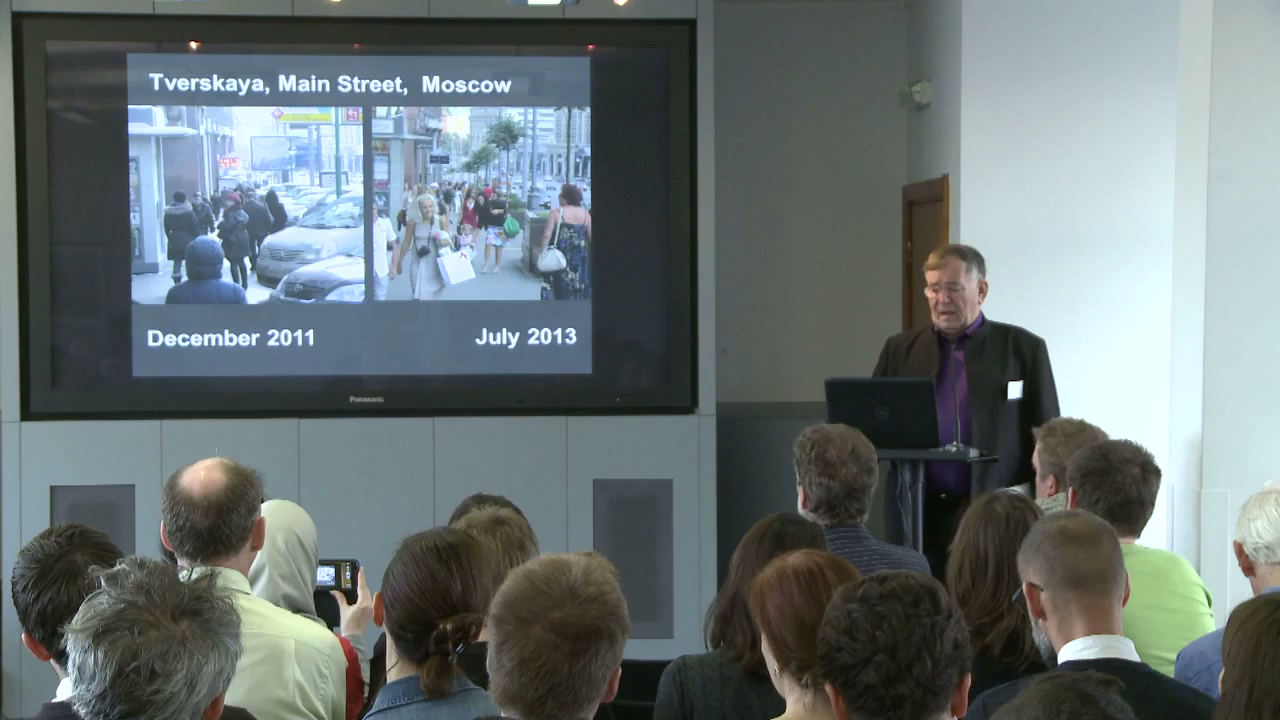 Tverskaya, Main Street, Moscow
December 2011
July 2013
Panasonic